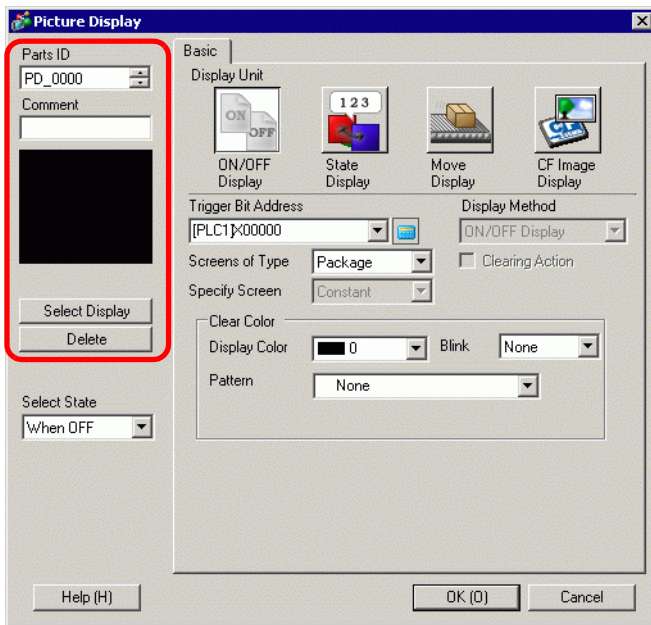 Picture Display
Parts ID
PD_0000
Comment
Select Display
Delete
Select State
When OFF
Basic
Display Unit
ON
OFF
ON/OFF
Display
1 2 3
State
Display
Move
Display
CF Image
Display
Trigger Bit Address
[PLC1]X00000
Display Method
ON/OFF Display
Screens of Type
Package
Clearing Action
Specify Screen
Constant
Clear Color
Display Color
0
Blink
None
Pattern
None
Help (H)
OK (O)
Cancel